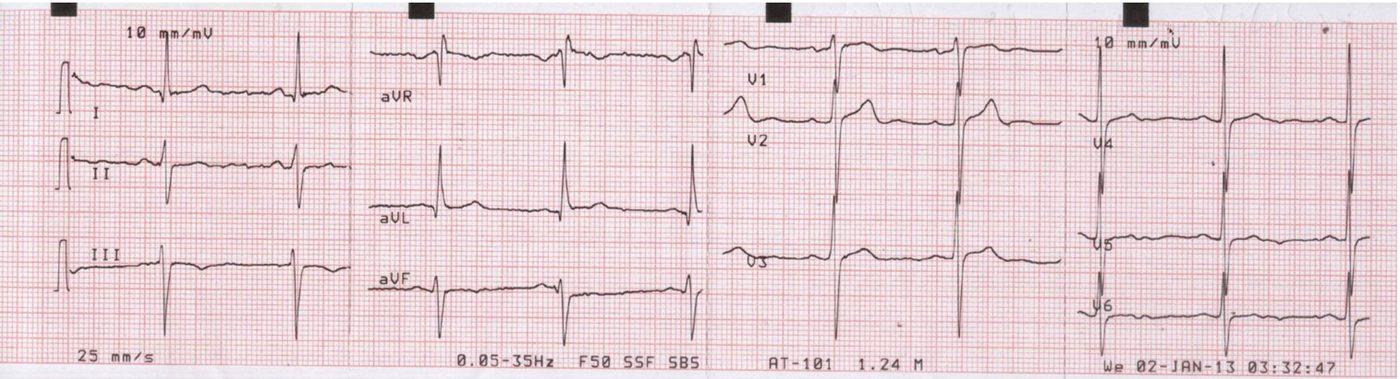 10 mm/mV
I
II
III
25 mm/s
aVR
aVL
aVF
0.05-35Hz F50 SSF SBS
V1
V2
V3
AT-101 1.24 M
10 mm/mV
V4
V5
V6
We 02-JAN-13 03:32:47